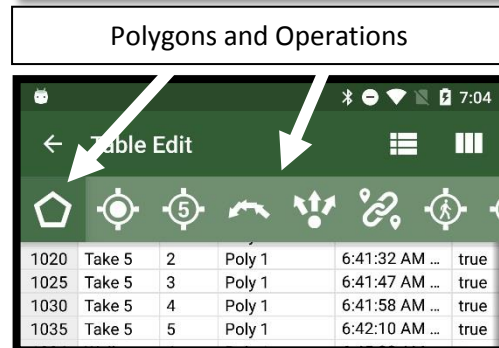 Polygons and Operations
7:04
Table Edit
5
1020 Take 5 2 Poly 1 6:41:32 AM ... true
1025 Take 5 3 Poly 1 6:41:47 AM ... true
1030 Take 5 4 Poly 1 6:41:58 AM ... true
1035 Take 5 5 Poly 1 6:42:10 AM ... true